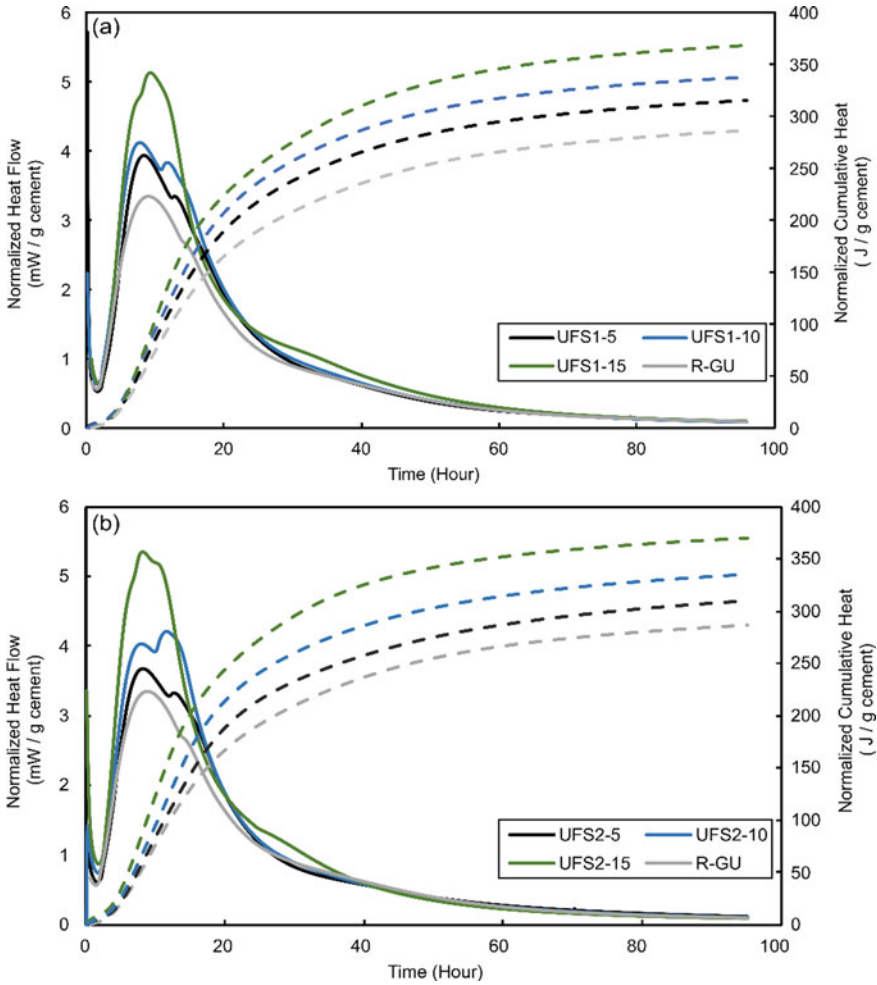 (a)
6
5
4
3
2
1
0
Normalized Heat Flow
(mW / g cement)
400
350
300
250
200
150
100
50
0
Normalized Cumulative Heat
( J / g cement)
UFS1-5
UFS1-10
UFS1-15
R-GU
0 20 40 60 80 100
Time (Hour)
(b)
6
5
4
3
2
1
0
Normalized Heat Flow
(mW / g cement)
400
350
300
250
200
150
100
50
0
Normalized Cumulative Heat
( J / g cement)
UFS2-5
UFS2-10
UFS2-15
R-GU
0 20 40 60 80 100
Time (Hour)